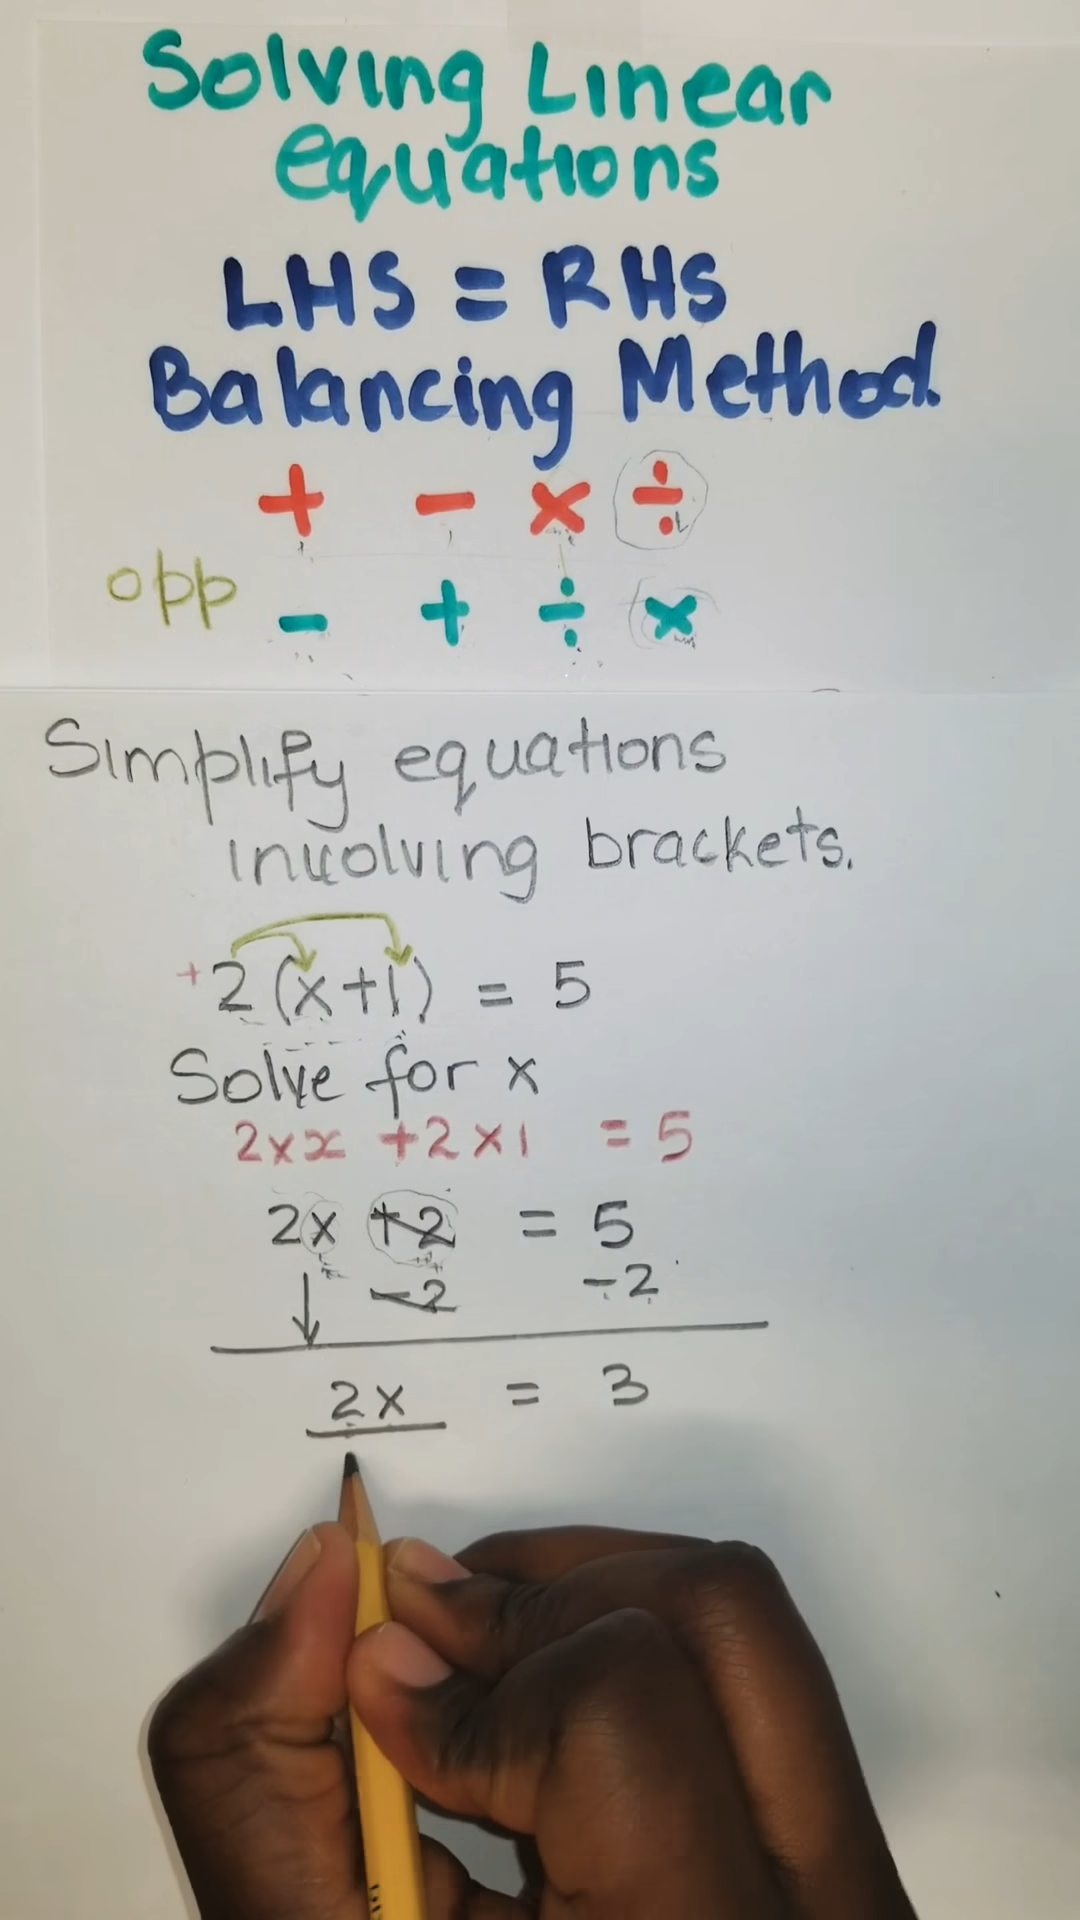 Solving Linear
equations
LHS = RHS
Balancing Method.
+ - × ÷
opp - + ÷ ×
Simplify equations
involving brackets.
+2(x+1) = 5
Solve for x
2×x +2×1 = 5
2x +2 = 5
-2 -2
2x = 3